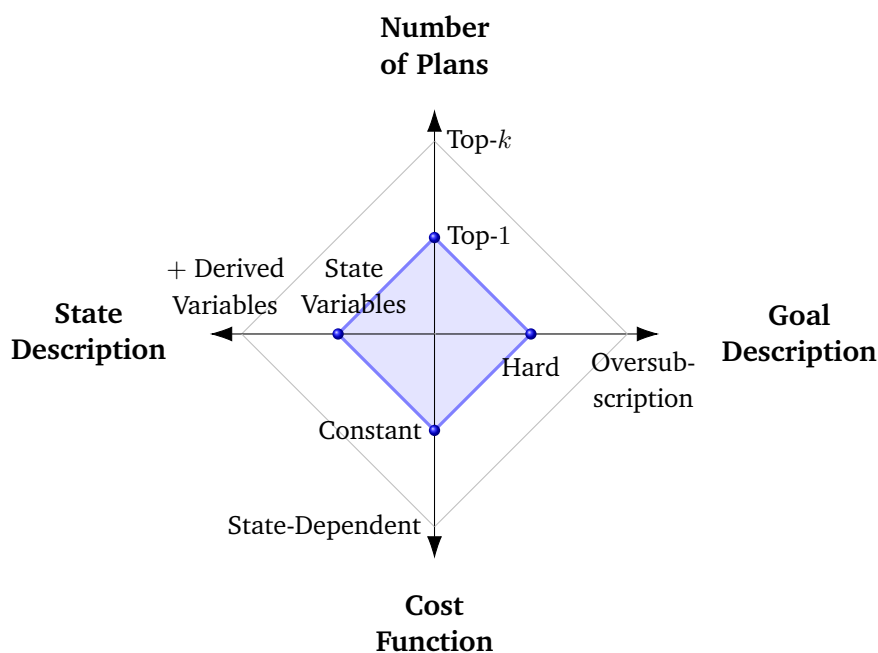 Number
of Plans
Top-k
Top-1
+ Derived
Variables
State
Variables
State
Description
Goal
Description
Hard
Oversub-
scription
Constant
State-Dependent
Cost
Function